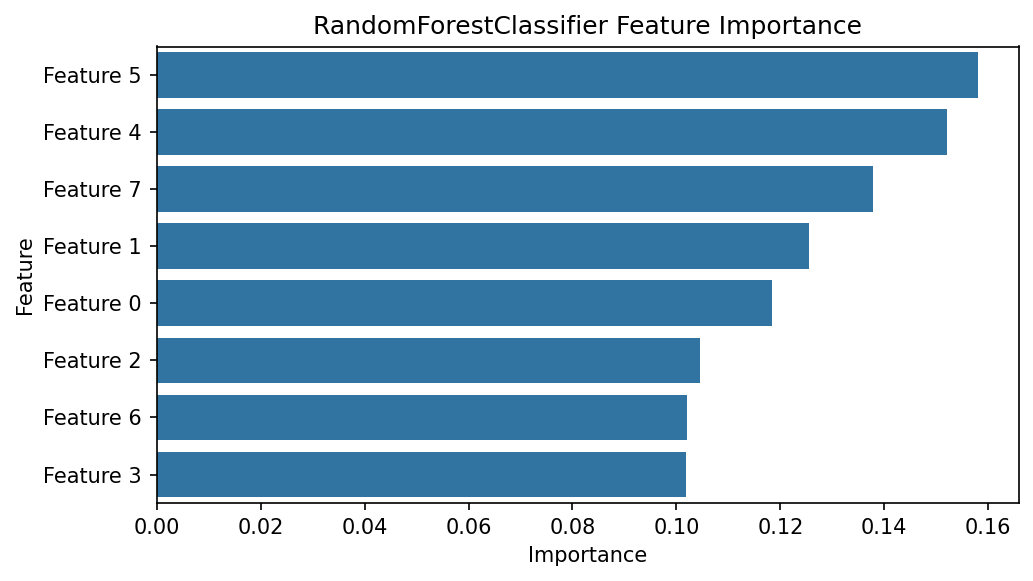 RandomForestClassifier Feature Importance
Feature 5
Feature 4
Feature 7
Feature 1
Feature 0
Feature 2
Feature 6
Feature 3
Feature
0.00 0.02 0.04 0.06 0.08 0.10 0.12 0.14 0.16
Importance